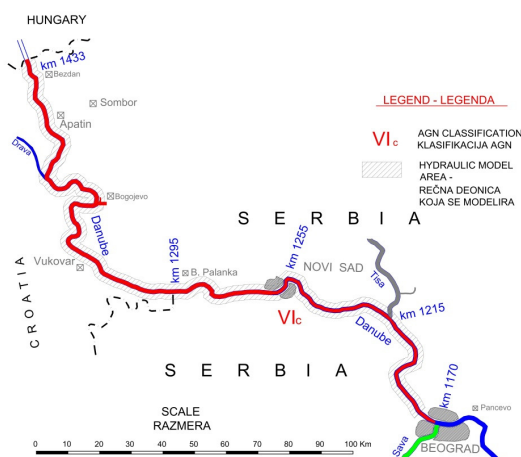 HUNGARY
km 1433
Bezdan
Sombor
Apatin
Drava
Bogojevo
Danube
Vukovar
km 1295
B. Palanka
CROATIA
SERBIA
km 1255
NOVI SAD
VIc
Tisa
km 1215
Danube
SERBIA
km 1170
Pancevo
BEOGRAD
Sava
LEGEND - LEGENDA
VIc
AGN CLASSIFICATION
KLASIFIKACIJA AGN
HYDRAULIC MODEL
AREA -
REČNA DEONICA
KOJA SE MODELIRA
SCALE
RAZMERA
0 10 20 30 40 50 60 70 80 90 100 Km